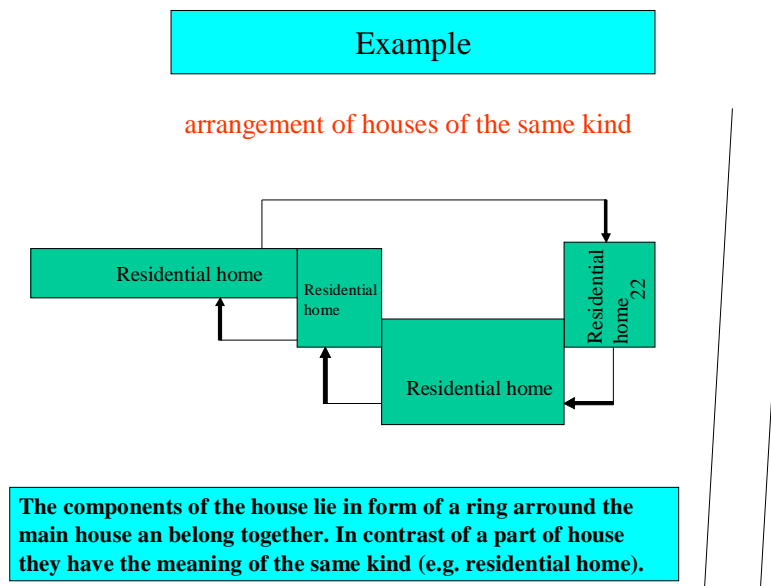 Example
arrangement of houses of the same kind
Residential home
Residential
home
Residential
home
22
Residential home
The components of the house lie in form of a ring arround the
main house an belong together. In contrast of a part of house
they have the meaning of the same kind (e.g. residential home).